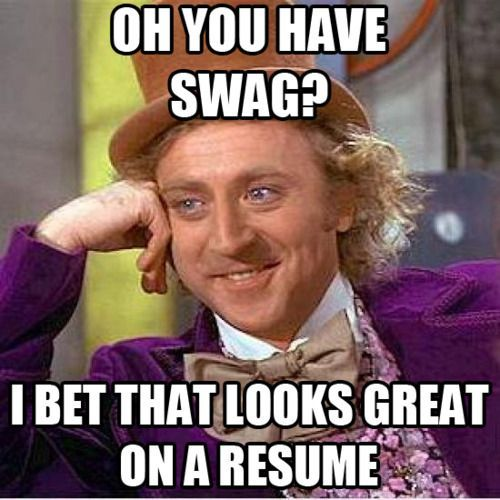 OH YOU HAVE
SWAG?
I BET THAT LOOKS GREAT
ON A RESUME